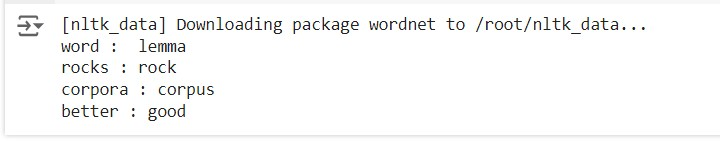 [nltk_data] Downloading package wordnet to /root/nltk_data...
word :  lemma
rocks : rock
corpora : corpus
better : good